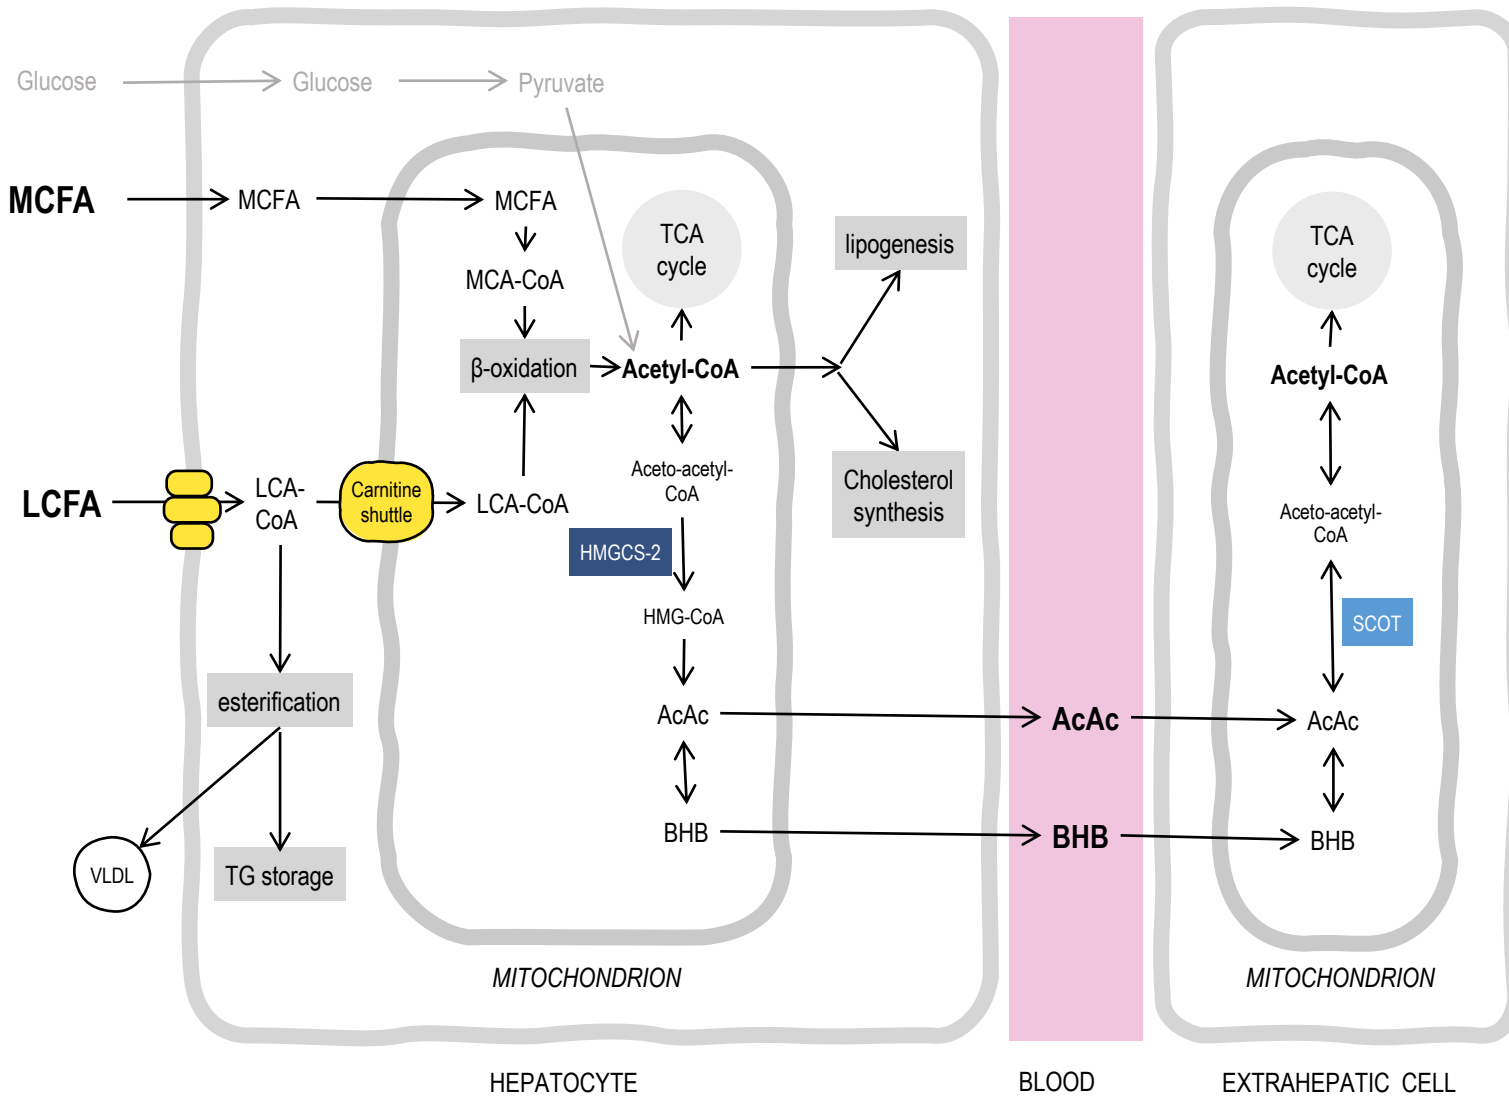 Glucose
Glucose
Pyruvate
MCFA
MCFA
MCFA
MCA-CoA
β-oxidation
TCA
cycle
Acetyl-CoA
lipogenesis
Cholesterol
synthesis
LCFA
LCA-
CoA
Carnitine
shuttle
LCA-CoA
Aceto-acetyl-
CoA
HMGCS-2
HMG-CoA
esterification
VLDL
TG storage
AcAc
BHB
MITOCHONDRION
HEPATOCYTE
AcAc
BHB
BLOOD
TCA
cycle
Acetyl-CoA
Aceto-acetyl-
CoA
SCOT
AcAc
BHB
MITOCHONDRION
EXTRAHEPATIC CELL